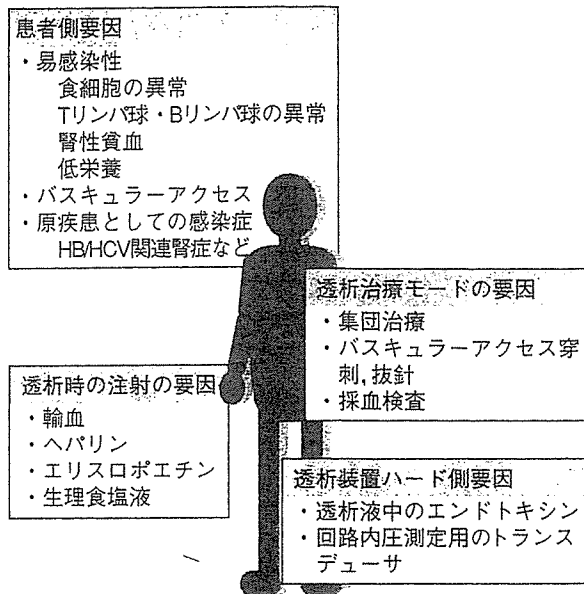 患者側要因
・易感染性
食細胞の異常
Tリンパ球・Bリンパ球の異常
腎性貧血
低栄養
・バスキュラーアクセス
・原疾患としての感染症
HB/HCV関連腎症など
透析治療モードの要因
・集団治療
・バスキュラーアクセス穿
刺,抜針
・採血検査
透析時の注射の要因
・輸血
・ヘパリン
・エリスロポエチン
・生理食塩液
透析装置ハード側要因
・透析液中のエンドトキシン
・回路内圧測定用のトランス
デューサ